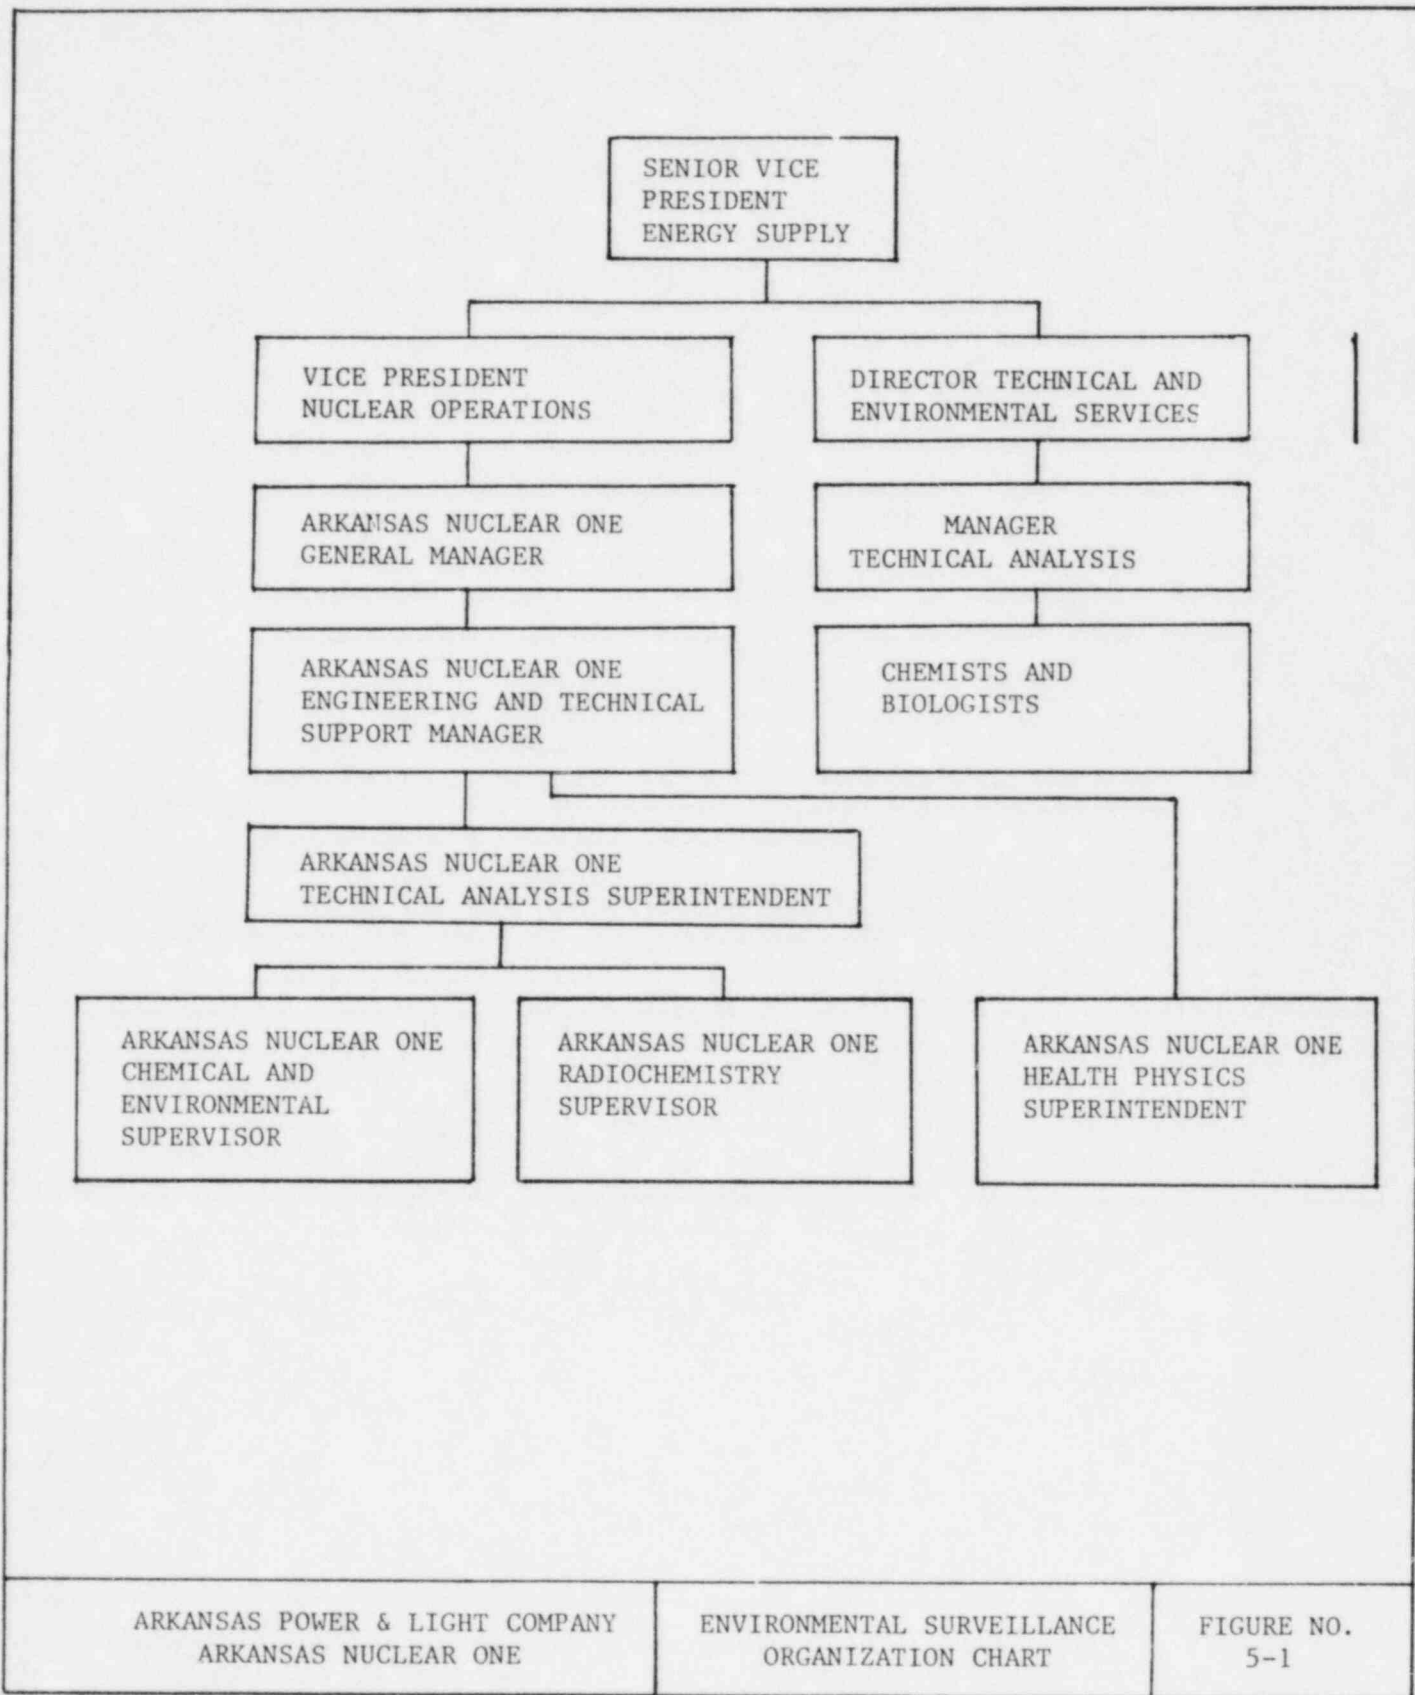 SENIOR VICE
PRESIDENT
ENERGY SUPPLY
VICE PRESIDENT
NUCLEAR OPERATIONS
DIRECTOR TECHNICAL AND
ENVIRONMENTAL SERVICES
ARKANSAS NUCLEAR ONE
GENERAL MANAGER
MANAGER
TECHNICAL ANALYSIS
ARKANSAS NUCLEAR ONE
ENGINEERING AND TECHNICAL
SUPPORT MANAGER
CHEMISTS AND
BIOLOGISTS
ARKANSAS NUCLEAR ONE
TECHNICAL ANALYSIS SUPERINTENDENT
ARKANSAS NUCLEAR ONE
CHEMICAL AND
ENVIRONMENTAL
SUPERVISOR
ARKANSAS NUCLEAR ONE
RADIOCHEMISTRY
SUPERVISOR
ARKANSAS NUCLEAR ONE
HEALTH PHYSICS
SUPERINTENDENT
ARKANSAS POWER & LIGHT COMPANY
ARKANSAS NUCLEAR ONE
ENVIRONMENTAL SURVEILLANCE
ORGANIZATION CHART
FIGURE NO.
5-1